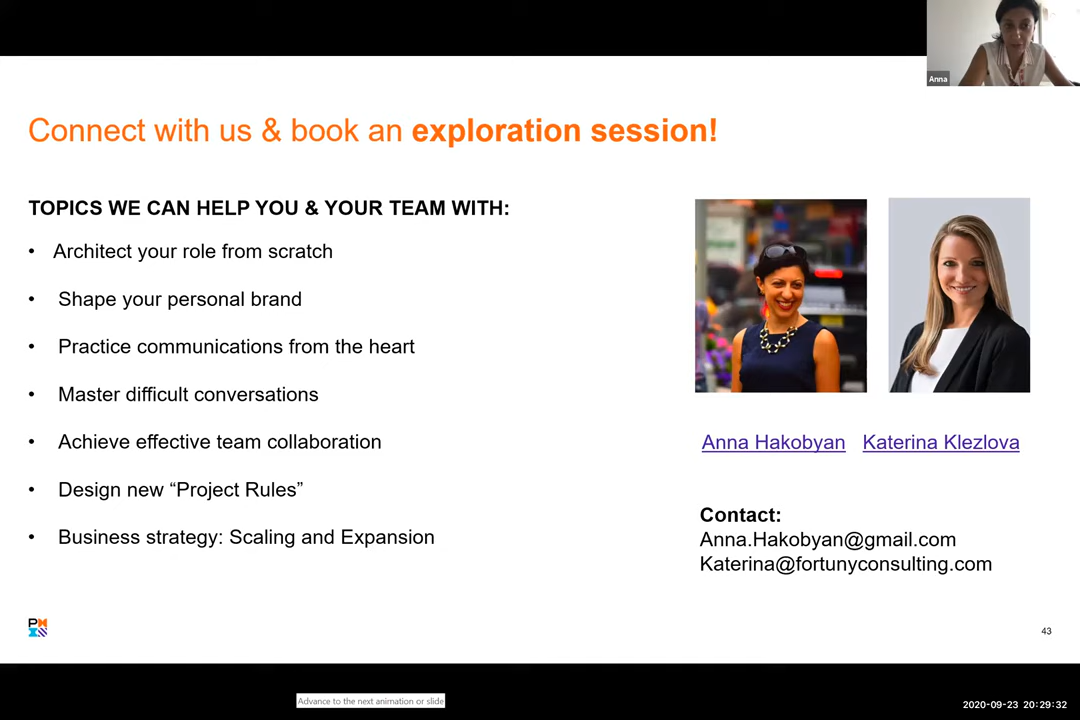 Anna
Connect with us & book an exploration session!
TOPICS WE CAN HELP YOU & YOUR TEAM WITH:
• Architect your role from scratch
• Shape your personal brand
• Practice communications from the heart
• Master difficult conversations
• Achieve effective team collaboration
• Design new “Project Rules”
• Business strategy: Scaling and Expansion
Anna Hakobyan Katerina Klezlova
Contact:
Anna.Hakobyan@gmail.com
Katerina@fortunyconsulting.com
43
Advance to the next animation or slide
2020-09-23 20:29:32